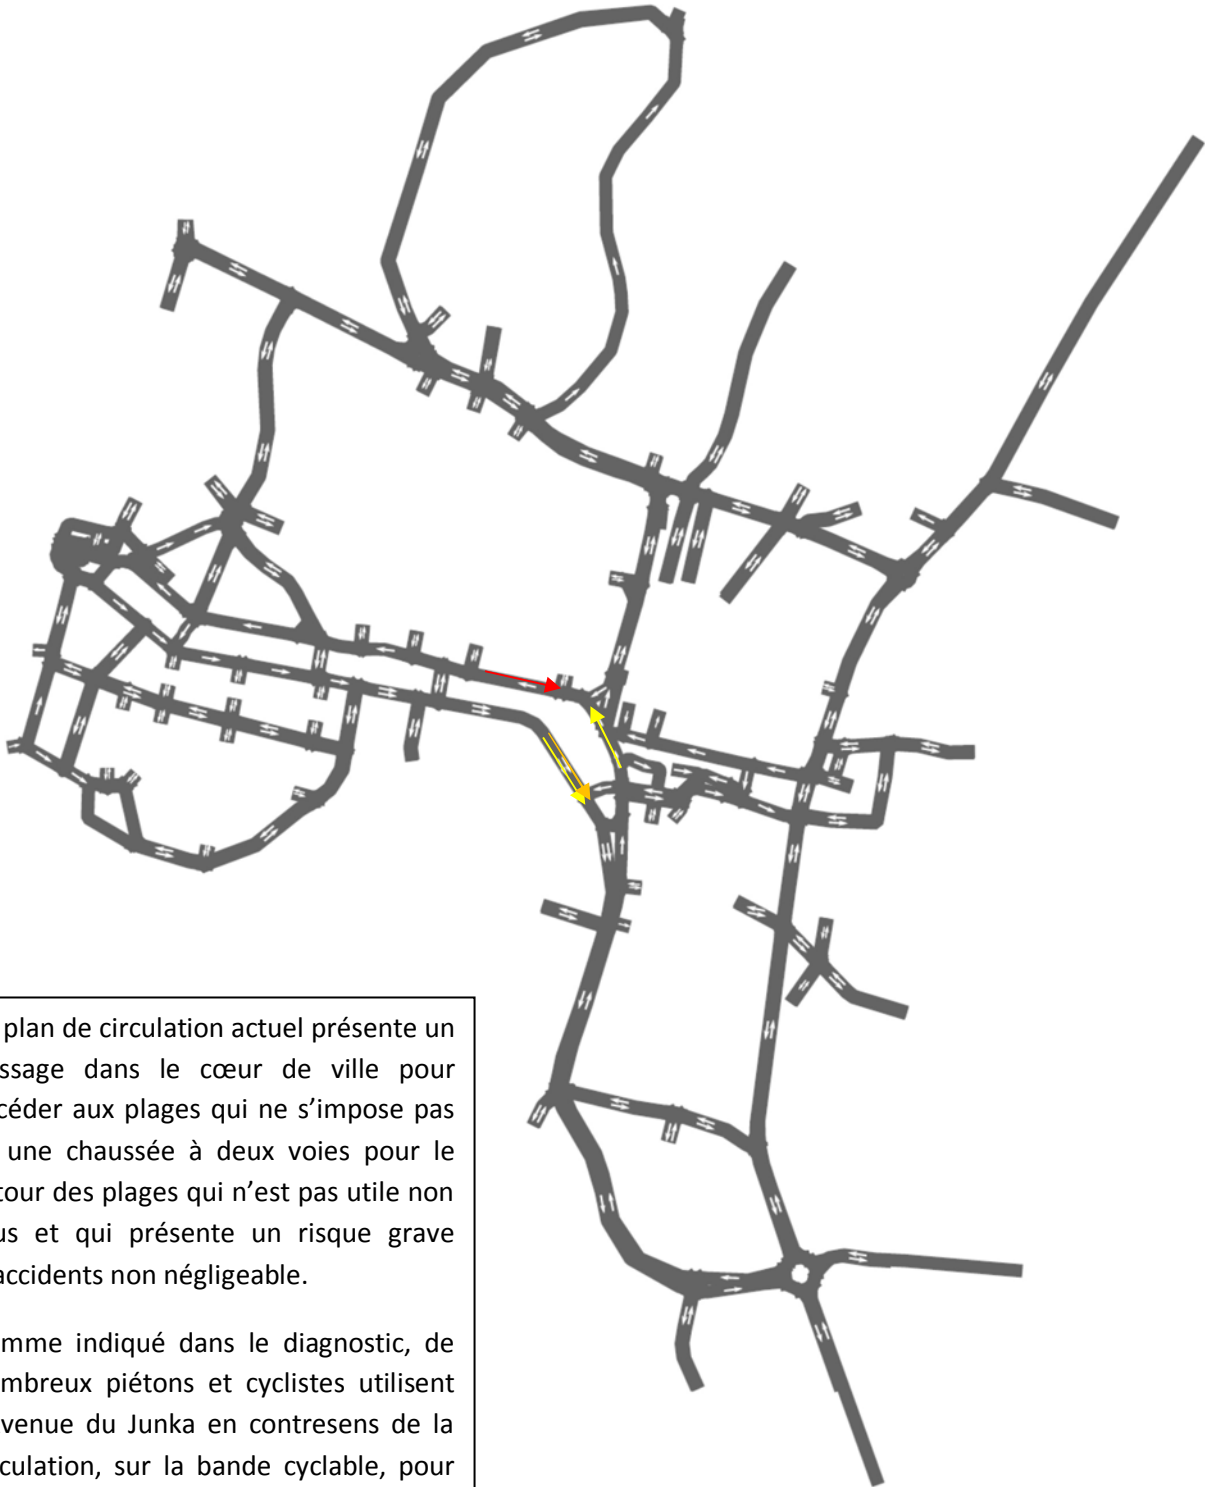 plan de circulation actuel présente un
ssage dans le cœur de ville pour
céder aux plages qui ne s’impose pas
une chaussée à deux voies pour le
tour des plages qui n’est pas utile non
us et qui présente un risque grave
accidents non négligeable.
mme indiqué dans le diagnostic, de
mbreux piétons et cyclistes utilisent
venue du Junka en contresens de la
culation, sur la bande cyclable, pour